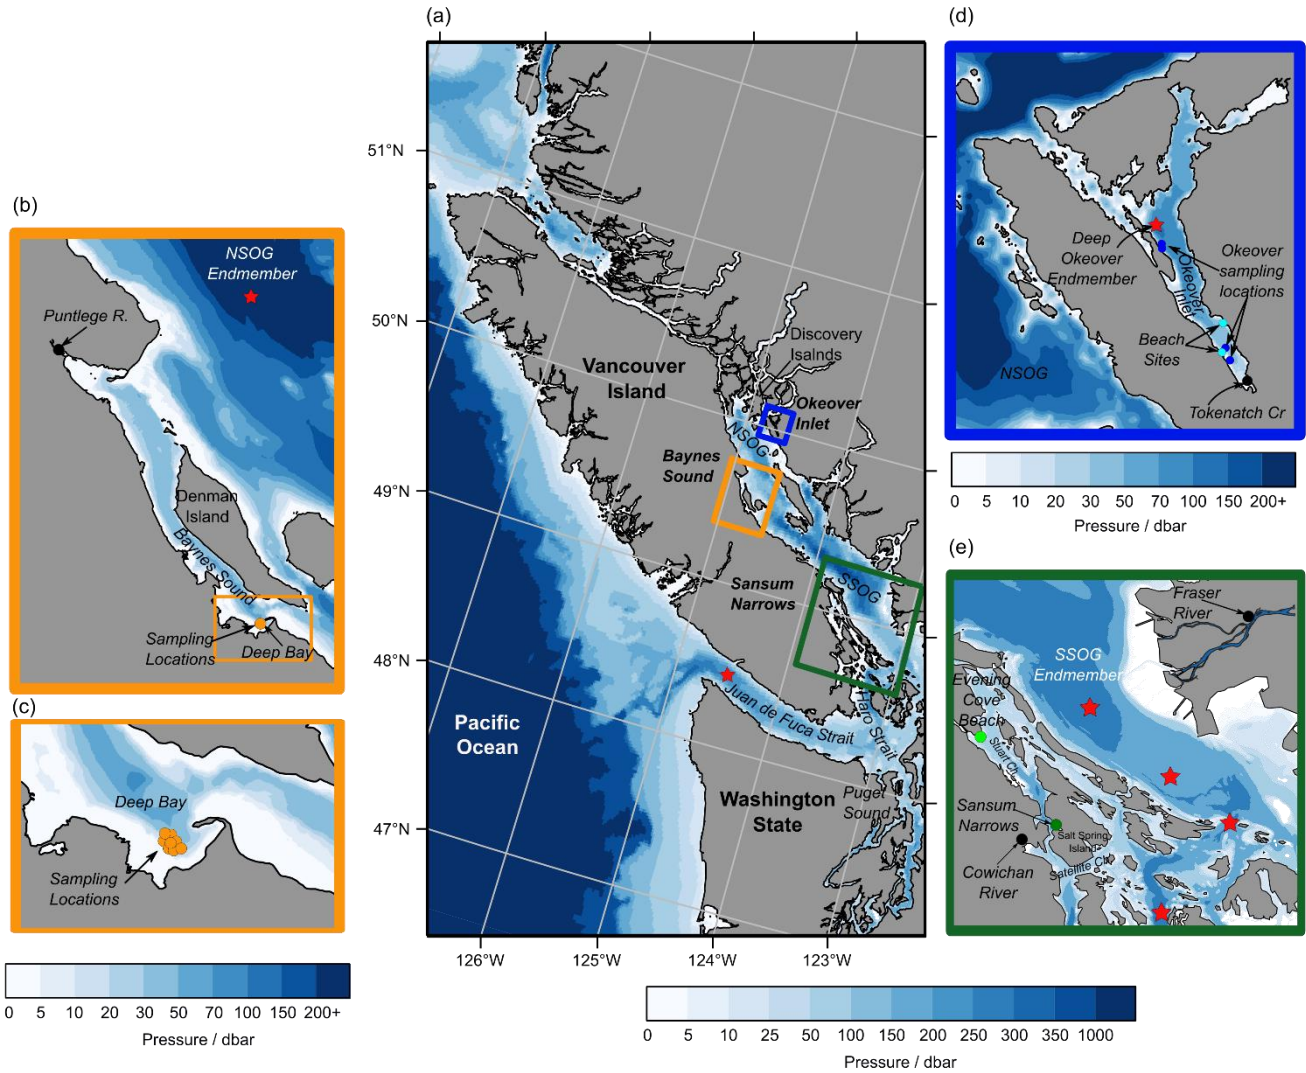 (a)
51°N
50°N
49°N
48°N
47°N
126°W
125°W
124°W
123°W
Vancouver
Island
Discovery
Isalnds
Okeover
Inlet
NSOG
Baynes
Sound
Sansum
Narrows
SSOG
Juan de Fuca Strait
Haro Strait
Pacific
Ocean
Washington
State
Puget
Sound
0 5 10 25 50 100 150 200 250 300 350 1000
Pressure / dbar
(b)
NSOG
Endmember
Puntlege R.
Denman
Island
Baynes Sound
Sampling
Locations
Deep Bay
(c)
Deep Bay
Sampling
Locations
0 5 10 20 30 50 70 100 150 200+
Pressure / dbar
(d)
Deep
Okeover
Endmember
Okeover
sampling
locations
Okeover
Inlet
Beach
Sites
NSOG
Tokenatch Cr
0 5 10 20 30 50 70 100 150 200+
Pressure / dbar
(e)
Fraser
River
SSOG
Endmember
Evening
Cove
Beach
Stuart Ch.
Sansum
Narrows
Salt Spring
Island
Satellite Ch.
Cowichan
River